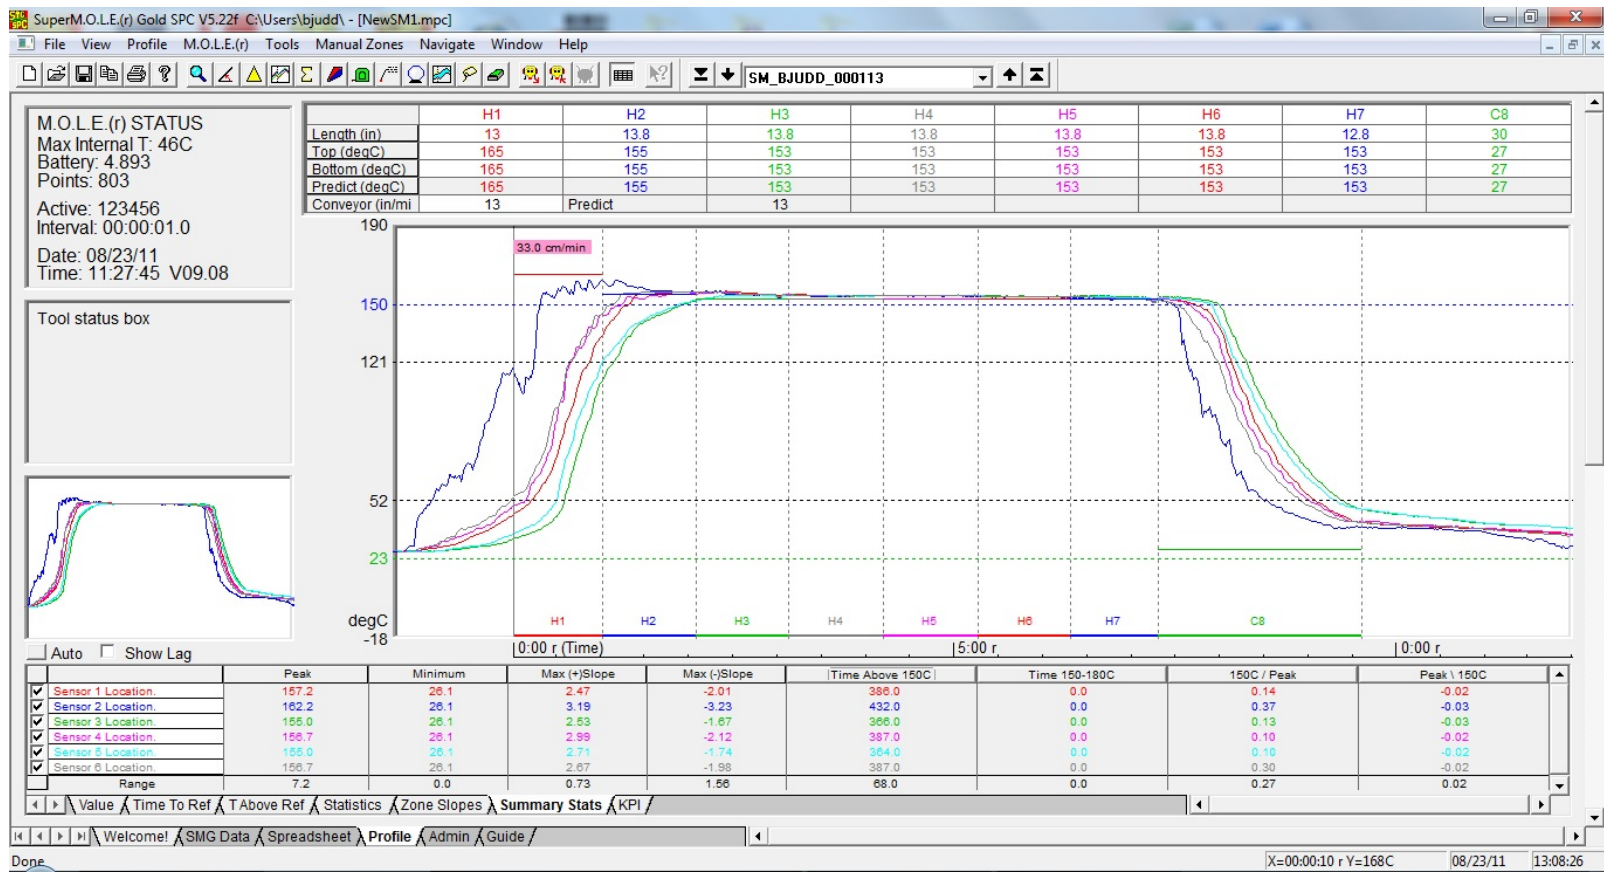 SuperM.O.L.E.(r) Gold SPC V5.22f C:\Users\bjudd\ - [NewSM1.mpc]
File View Profile M.O.L.E.(r) Tools Manual Zones Navigate Window Help
SM_BJUDD_000113
M.O.L.E.(r) STATUS
Max Internal T: 46C
Battery: 4.893
Points: 803
Active: 123456
Interval: 00:00:01.0
Date: 08/23/11
Time: 11:27:45 V09.08
Tool status box
H1 H2 H3 H4 H5 H6 H7 C8
Length (in) 13 13.8 13.8 13.8 13.8 13.8 12.8 30
Top (degC) 165 155 153 153 153 153 153 27
Bottom (degC) 165 155 153 153 153 153 153 27
Predict (degC) 165 155 153 153 153 153 153 27
Conveyor (in/mi 13 Predict 13
190
33.0 cm/min
150
121
52
23
degC
-18
H1 H2 H3 H4 H5 H6 H7 C8
0:00 r (Time) 5:00 r 0:00 r
Auto Show Lag
Peak Minimum Max (+)Slope Max (-)Slope Time Above 150C Time 150-180C 150C / Peak Peak \ 150C
Sensor 1 Location. 157.2 26.1 2.47 -2.01 386.0 0.0 0.14 -0.02
Sensor 2 Location. 162.2 26.1 3.19 -3.23 432.0 0.0 0.37 -0.03
Sensor 3 Location. 155.0 26.1 2.53 -1.67 366.0 0.0 0.13 -0.03
Sensor 4 Location. 156.7 26.1 2.99 -2.12 387.0 0.0 0.10 -0.02
Sensor 5 Location. 155.0 26.1 2.71 -1.74 364.0 0.0 0.10 -0.02
Sensor 6 Location. 156.7 26.1 2.67 -1.98 387.0 0.0 0.30 -0.02
Range 7.2 0.0 0.73 1.56 68.0 0.0 0.27 0.02
Value Time To Ref T Above Ref Statistics Zone Slopes Summary Stats KPI
Welcome! SMG Data Spreadsheet Profile Admin Guide
Done X=00:00:10 r Y=168C 08/23/11 13:08:26